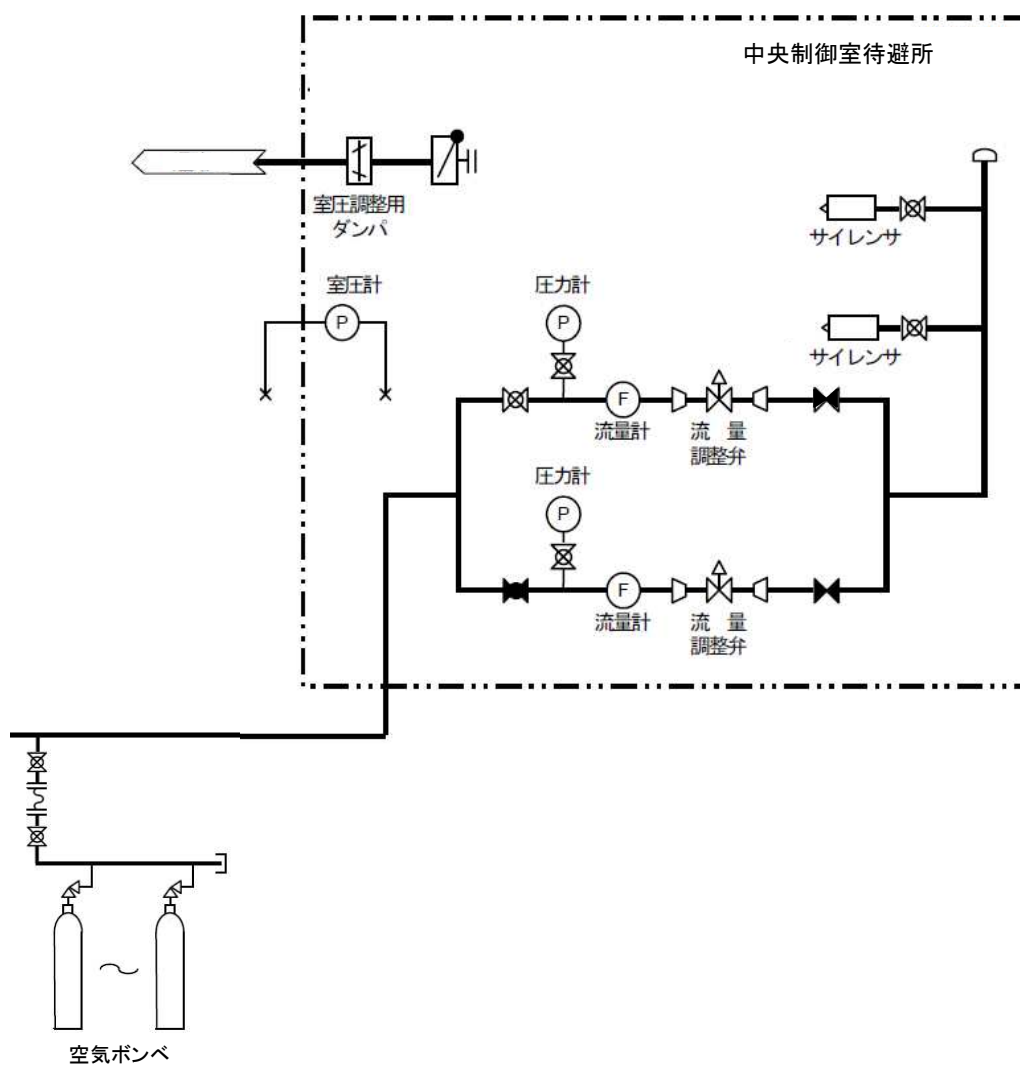 中央制御室待避所
室圧調整用
ダンパ
サイレンサ
室圧計
P
圧力計
P
サイレンサ
F
流量計
流 量
調整弁
圧力計
P
F
流量計
流 量
調整弁
空気ボンベ